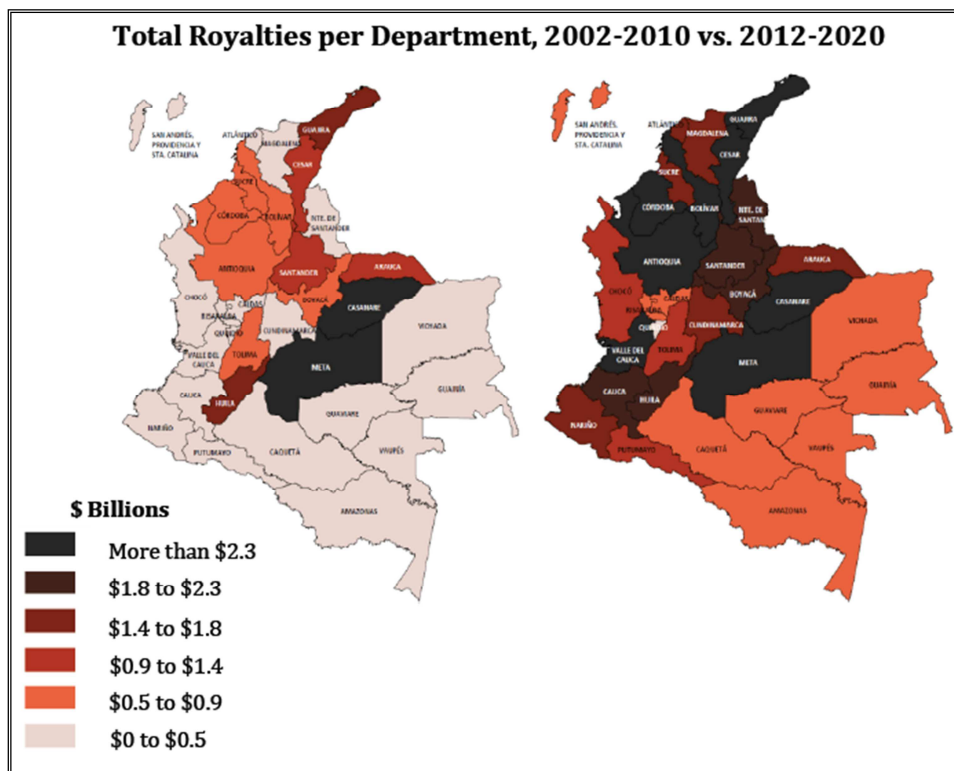 Total Royalties per Department, 2002-2010 vs. 2012-2020
SAN ANDRÉS,
PROVIDENCIA Y
STA. CATALINA
ATLÁNTICO
MAGDALENA
GUAJIRA
CESAR
SUCRE
CÓRDOBA
BOLÍVAR
NTE. DE
SANTANDER
ANTIOQUIA
SANTANDER
ARAUCA
CHOCÓ
CALDAS
BOYACÁ
CASANARE
RISARALDA
QUINDÍO
CUNDINAMARCA
VICHADA
VALLE DEL
CAUCA
TOLIMA
META
GUAINÍA
CAUCA
HUILA
GUAVIARE
NARIÑO
PUTUMAYO
CAQUETÁ
VAUPÉS
AMAZONAS
SAN ANDRÉS,
PROVIDENCIA Y
STA. CATALINA
ATLÁNTICO
MAGDALENA
GUAJIRA
CESAR
SUCRE
CÓRDOBA
BOLÍVAR
NTE. DE
SANTAN
ANTIOQUIA
SANTANDER
ARAUCA
CHOCÓ
CALDAS
BOYACÁ
CASANARE
RISARALDA
QUINDÍO
CUNDINAMARCA
VICHADA
VALLE DEL
CAUCA
TOLIMA
META
GUAINÍA
CAUCA
HUILA
GUAVIARE
NARIÑO
PUTUMAYO
CAQUETÁ
VAUPÉS
AMAZONAS
$ Billions
More than $2.3
$1.8 to $2.3
$1.4 to $1.8
$0.9 to $1.4
$0.5 to $0.9
$0 to $0.5